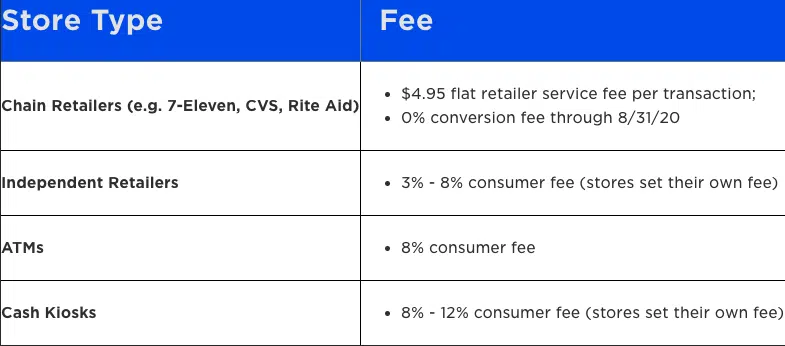 Store Type Fee
Chain Retailers (e.g. 7-Eleven, CVS, Rite Aid)
• $4.95 flat retailer service fee per transaction;
• 0% conversion fee through 8/31/20
Independent Retailers
• 3% - 8% consumer fee (stores set their own fee)
ATMs
• 8% consumer fee
Cash Kiosks
• 8% - 12% consumer fee (stores set their own fee)